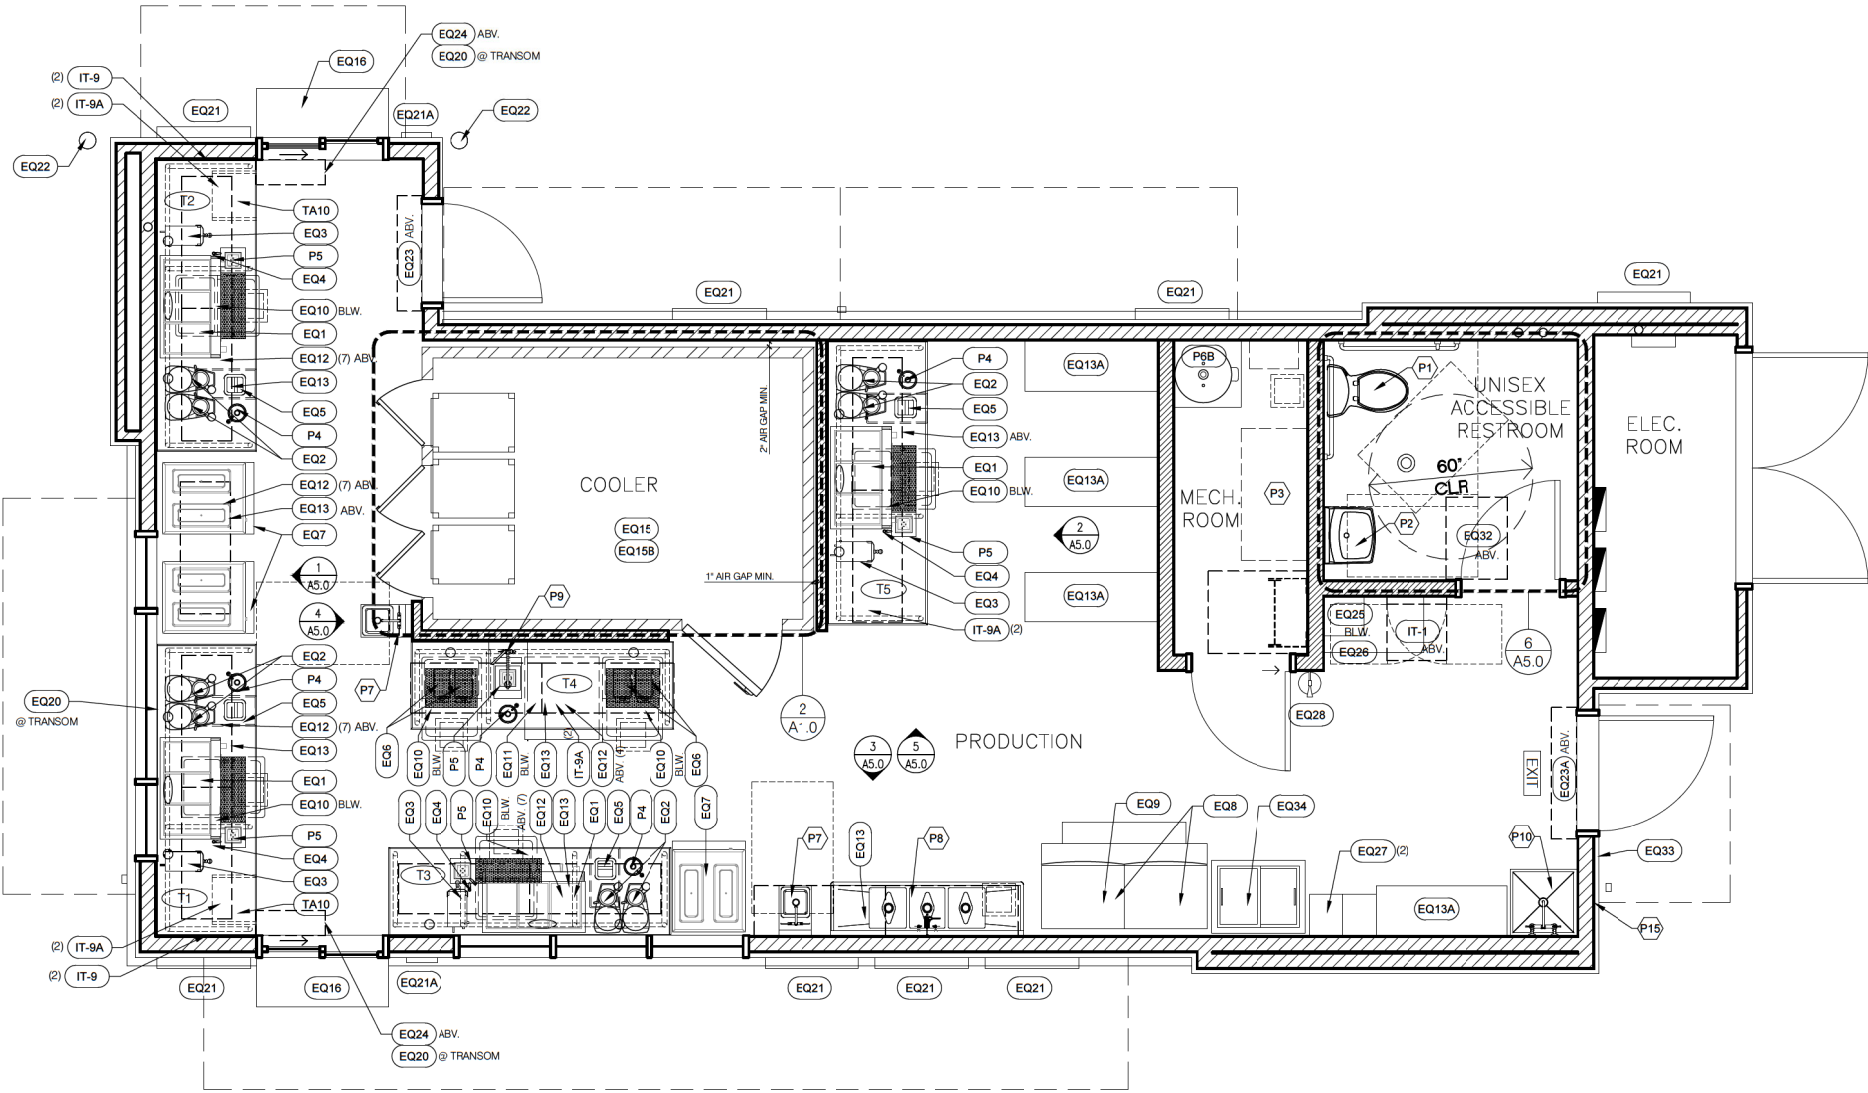 EQ24 ABV.
EQ20 @ TRANSOM
EQ16
(2) IT-9
(2) IT-9A
EQ21
EQ21A
EQ22
EQ22
T2
TA10
EQ3
P5
EQ4
EQ10 BLW.
EQ1
EQ12 (7) ABV.
EQ13
EQ5
P4
EQ2
EQ12 (7) ABV.
EQ13 ABV.
EQ7
EQ23 ABV.
EQ21
EQ21
EQ21
1
A5.0
4
A5.0
COOLER
EQ15
EQ15B
2" AIR GAP MIN.
1" AIR GAP MIN.
P4
EQ2
EQ5
EQ13 ABV.
EQ1
EQ10 BLW.
P5
EQ4
EQ3
IT-9A (2)
T5
EQ13A
EQ13A
EQ13A
2
A5.0
P6B
MECH.
ROOM
P3
P1
UNISEX
ACCESSIBLE
RESTROOM
60"
CLR
P2
EQ32
ABV.
ELEC.
ROOM
EQ25
BLW.
EQ26
IT-1
ABV.
6
A5.0
EQ28
EQ2
P4
EQ5
EQ12 (7) ABV.
EQ13
EQ1
EQ10 BLW.
P5
EQ4
EQ3
TA10
T1
EQ20
@ TRANSOM
P7
P9
T4
EQ6
EQ10
BLW.
P5
P4
EQ11
BLW.
EQ13
IT-9A
(2)
EQ12
ABV. (4)
EQ10
BLW.
EQ6
2
A1.0
3
A5.0
5
A5.0
PRODUCTION
EQ3
EQ4
P5
EQ10
BLW.
ABV. (7)
EQ12
EQ13
EQ1
EQ5
P4
EQ2
EQ7
T3
P7
EQ13
P8
EQ9
EQ8
EQ34
EQ27 (2)
EQ13A
P10
EXIT
EQ23A ABV.
EQ33
P15
(2) IT-9A
(2) IT-9
EQ21
EQ16
EQ21A
EQ21
EQ21
EQ21
EQ24 ABV.
EQ20 @ TRANSOM